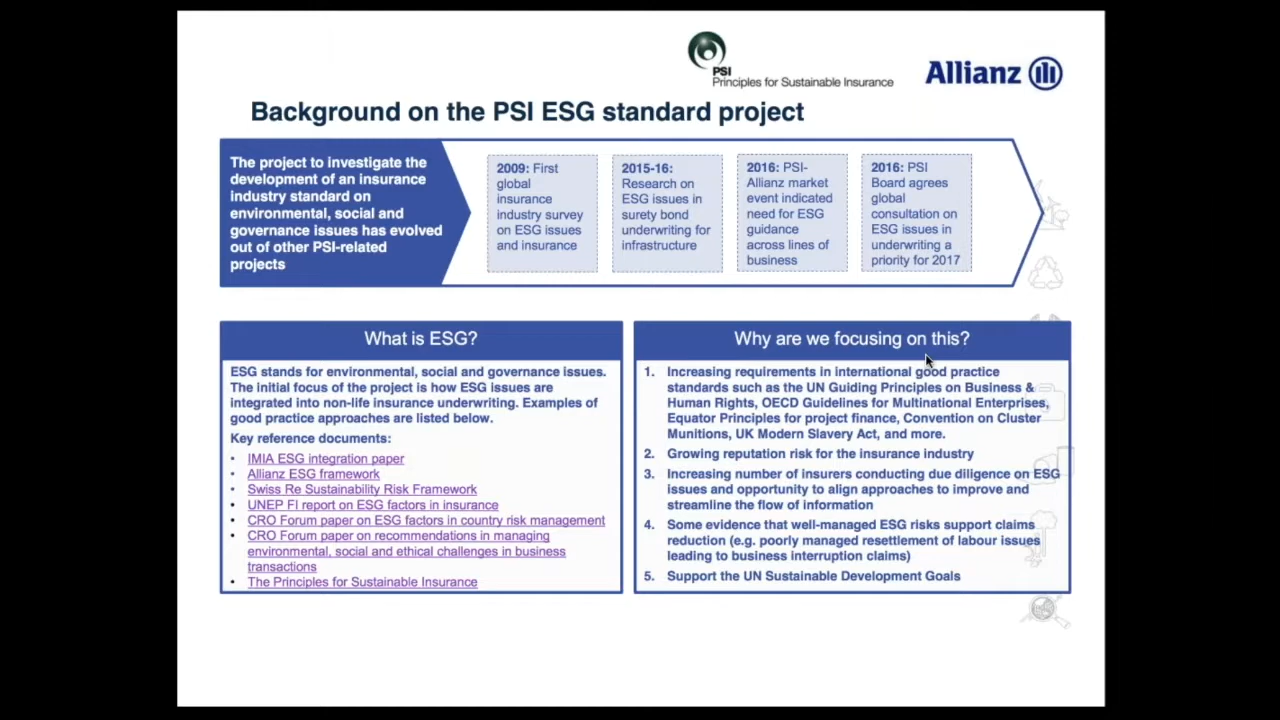 PSI
Principles for Sustainable Insurance
Allianz
Background on the PSI ESG standard project
The project to investigate the
development of an insurance
industry standard on
environmental, social and
governance issues has evolved
out of other PSI-related
projects
2009: First
global
insurance
industry survey
on ESG issues
and insurance
2015-16:
Research on
ESG issues in
surety bond
underwriting for
infrastructure
2016: PSI-
Allianz market
event indicated
need for ESG
guidance
across lines of
business
2016: PSI
Board agrees
global
consultation on
ESG issues in
underwriting a
priority for 2017
What is ESG?
ESG stands for environmental, social and governance issues.
The initial focus of the project is how ESG issues are
integrated into non-life insurance underwriting. Examples of
good practice approaches are listed below.
Key reference documents:
• IMIA ESG integration paper
• Allianz ESG framework
• Swiss Re Sustainability Risk Framework
• UNEP FI report on ESG factors in insurance
• CRO Forum paper on ESG factors in country risk management
• CRO Forum paper on recommendations in managing
environmental, social and ethical challenges in business
transactions
• The Principles for Sustainable Insurance
Why are we focusing on this?
1. Increasing requirements in international good practice
standards such as the UN Guiding Principles on Business &
Human Rights, OECD Guidelines for Multinational Enterprises,
Equator Principles for project finance, Convention on Cluster
Munitions, UK Modern Slavery Act, and more.
2. Growing reputation risk for the insurance industry
3. Increasing number of insurers conducting due diligence on ESG
issues and opportunity to align approaches to improve and
streamline the flow of information
4. Some evidence that well-managed ESG risks support claims
reduction (e.g. poorly managed resettlement of labour issues
leading to business interruption claims)
5. Support the UN Sustainable Development Goals